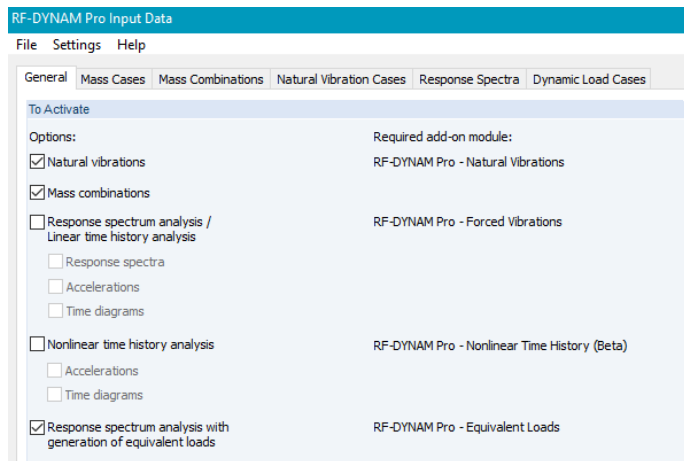 RF-DYNAM Pro Input Data
File Settings Help
General Mass Cases Mass Combinations Natural Vibration Cases Response Spectra Dynamic Load Cases
To Activate
Options: Required add-on module:
Natural vibrations RF-DYNAM Pro - Natural Vibrations
Mass combinations
Response spectrum analysis / RF-DYNAM Pro - Forced Vibrations
Linear time history analysis
Response spectra
Accelerations
Time diagrams
Nonlinear time history analysis RF-DYNAM Pro - Nonlinear Time History (Beta)
Accelerations
Time diagrams
Response spectrum analysis with RF-DYNAM Pro - Equivalent Loads
generation of equivalent loads